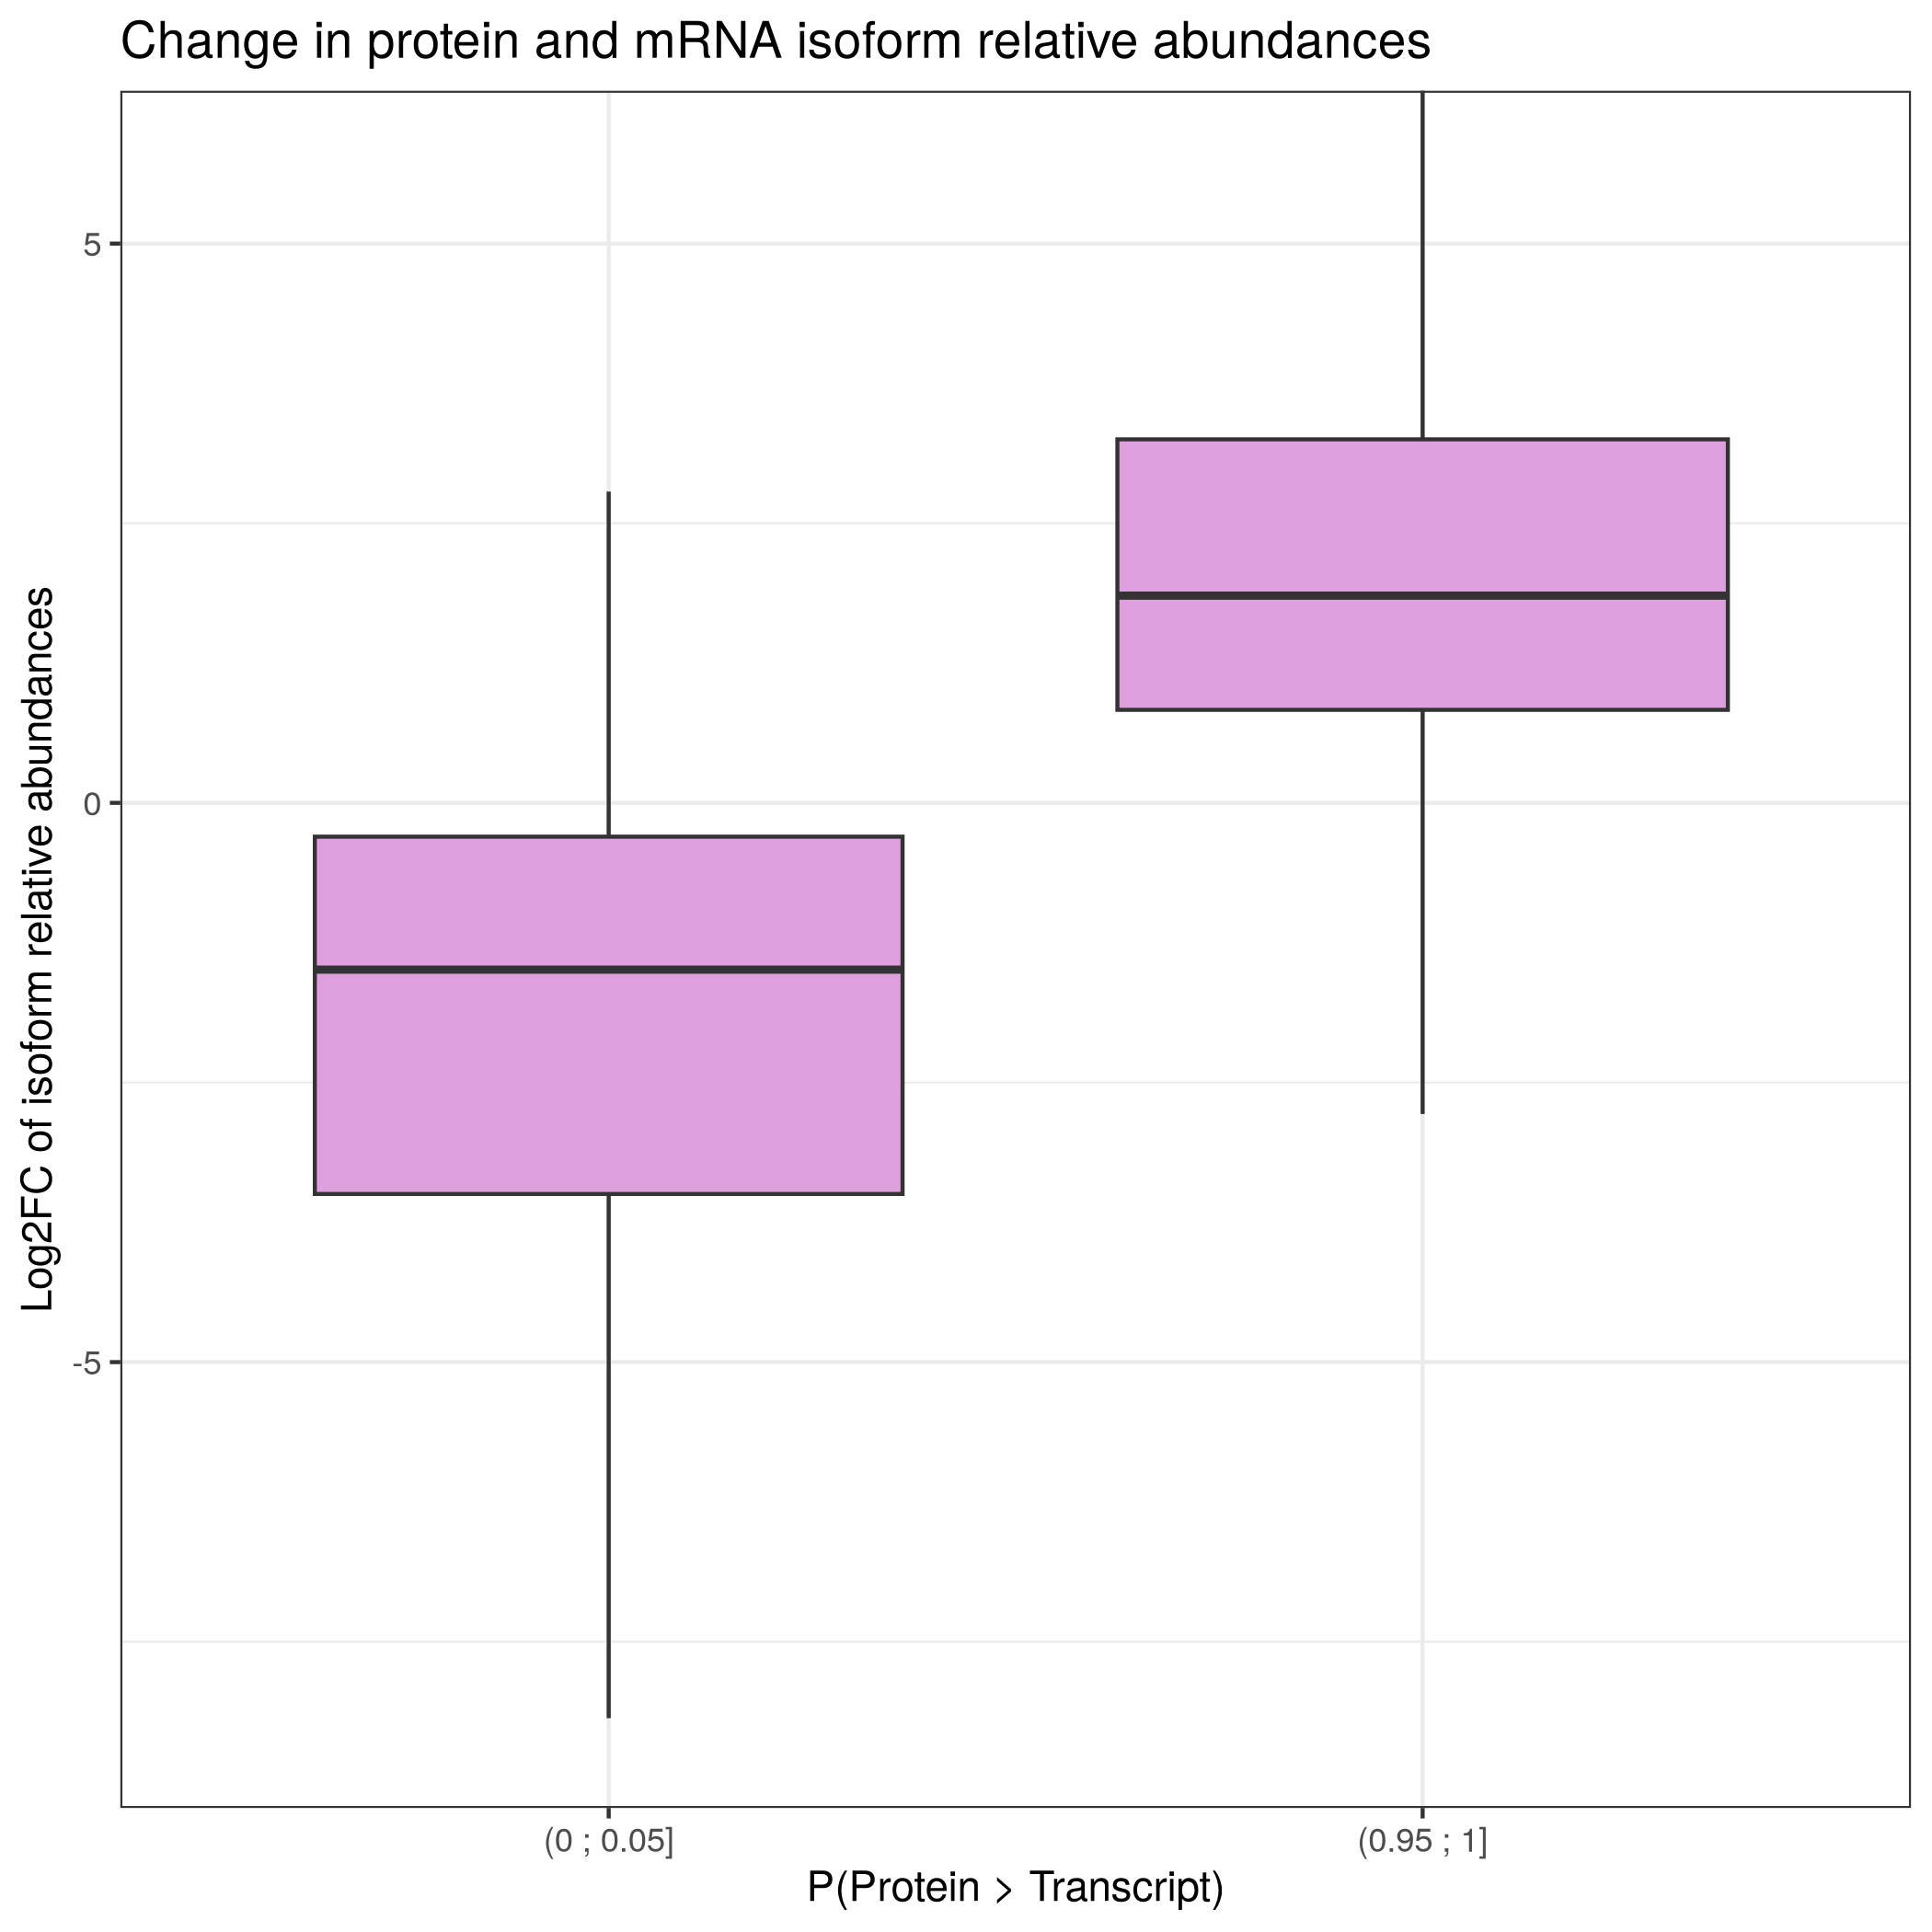 Change in protein and mRNA isoform relative abundances
Log2FC of isoform relative abundances
5
0
-5
(0 ; 0.05]
(0.95 ; 1]
P(Protein > Transcript)